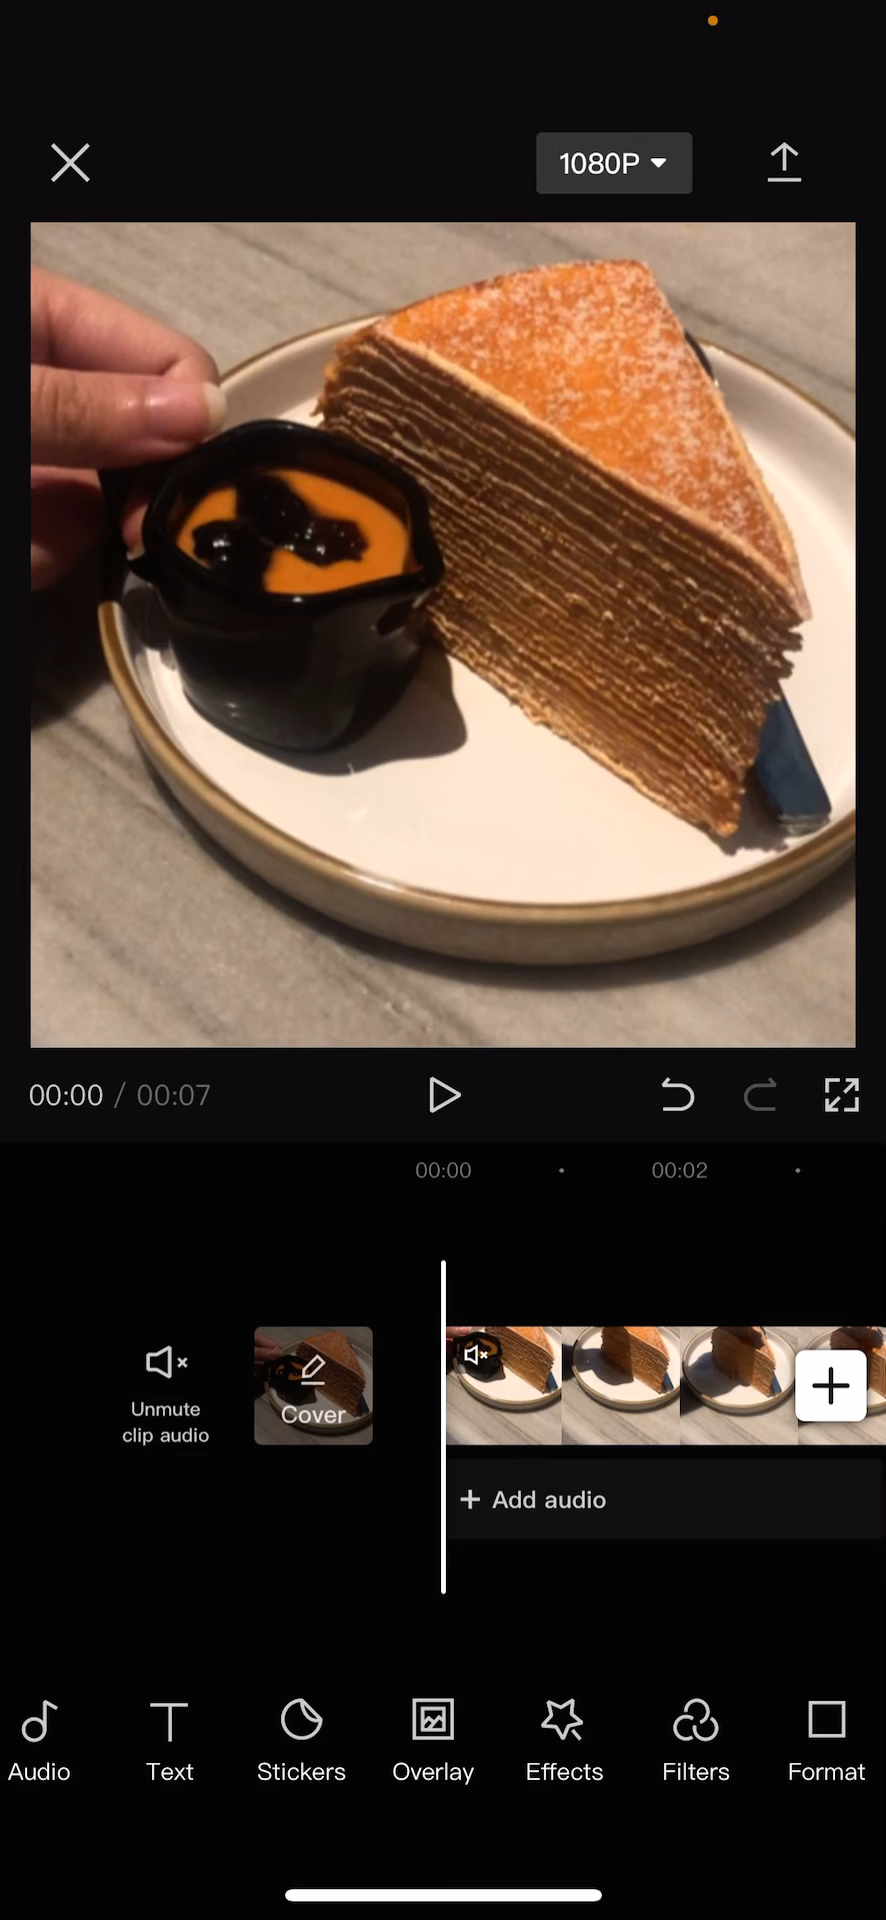 1080P
00:00 / 00:07
00:00
00:02
Unmute
clip audio
Cover
+ Add audio
Audio
Text
Stickers
Overlay
Effects
Filters
Format